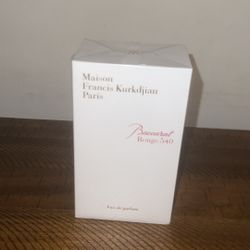 Maison
Francis Kurkdjian
Paris
Baccarat
Rouge 540
Eau de parfum